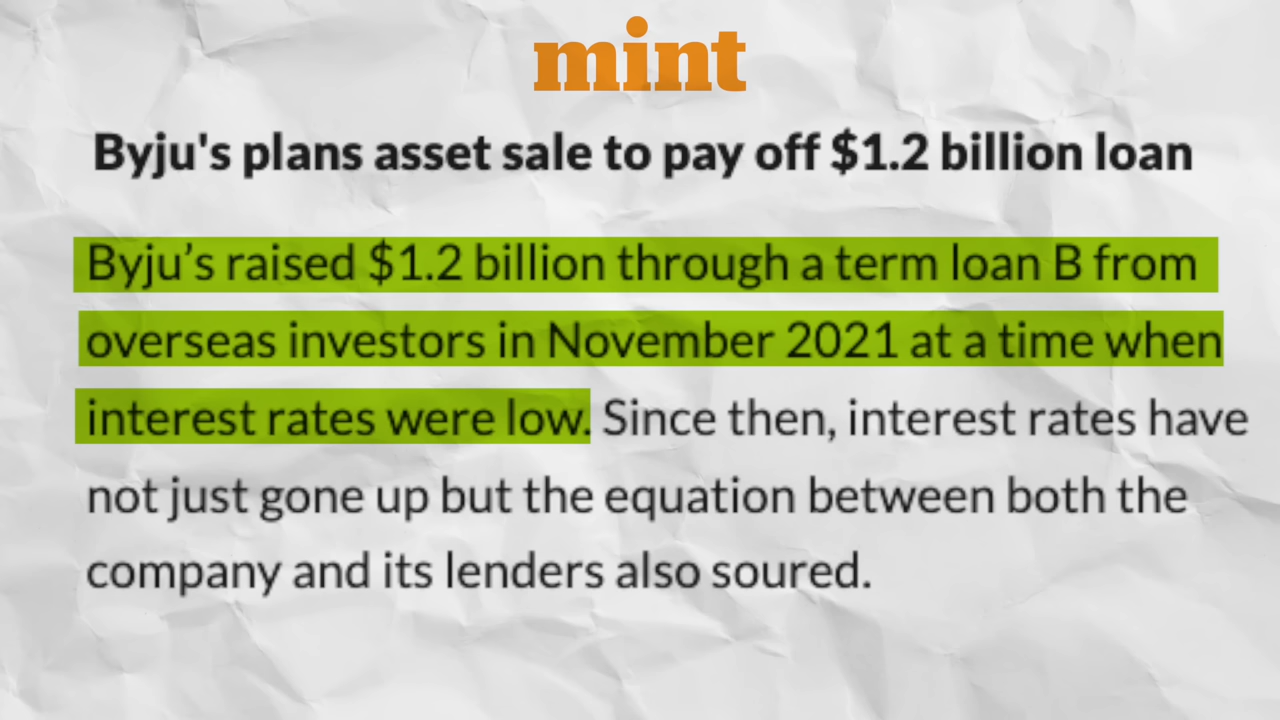 mint
Byju's plans asset sale to pay off $1.2 billion loan
Byju’s raised $1.2 billion through a term loan B from
overseas investors in November 2021 at a time when
interest rates were low. Since then, interest rates have
not just gone up but the equation between both the
company and its lenders also soured.